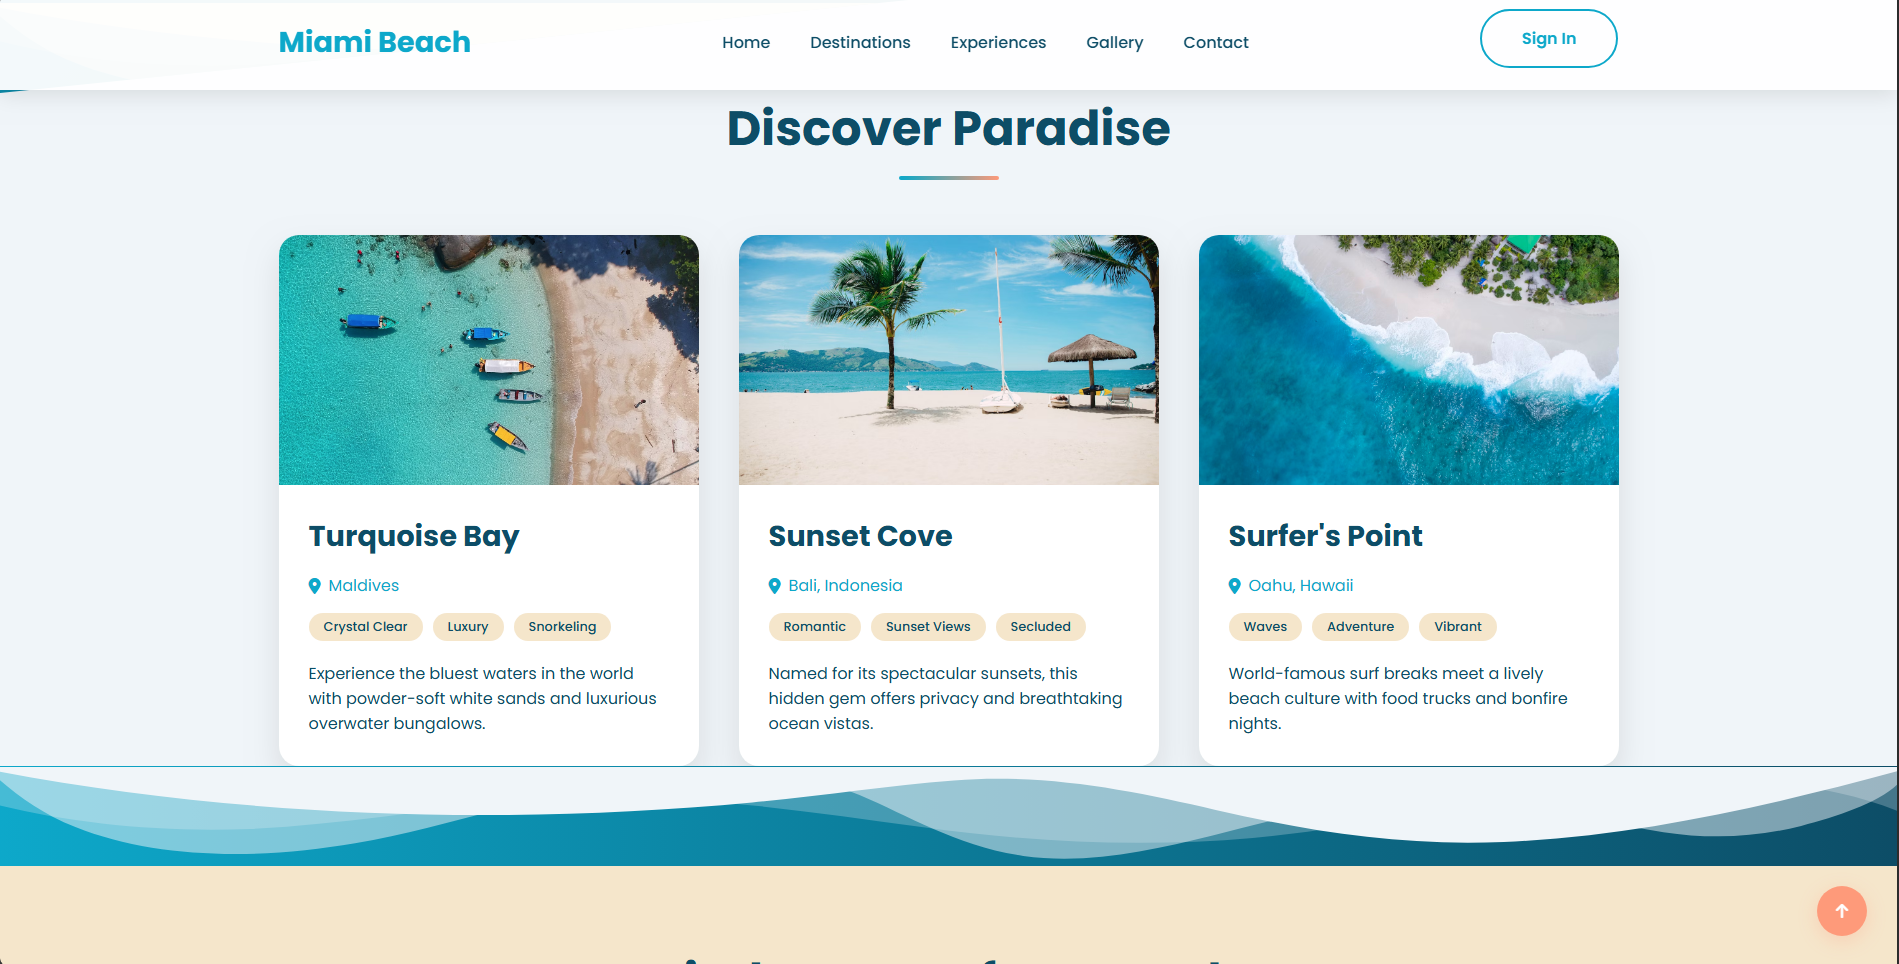 Miami Beach
Home
Destinations
Experiences
Gallery
Contact
Sign In
Discover Paradise
Turquoise Bay
Maldives
Crystal Clear
Luxury
Snorkeling
Experience the bluest waters in the world
with powder-soft white sands and luxurious
overwater bungalows.
Sunset Cove
Bali, Indonesia
Romantic
Sunset Views
Secluded
Named for its spectacular sunsets, this
hidden gem offers privacy and breathtaking
ocean vistas.
Surfer's Point
Oahu, Hawaii
Waves
Adventure
Vibrant
World-famous surf breaks meet a lively
beach culture with food trucks and bonfire
nights.